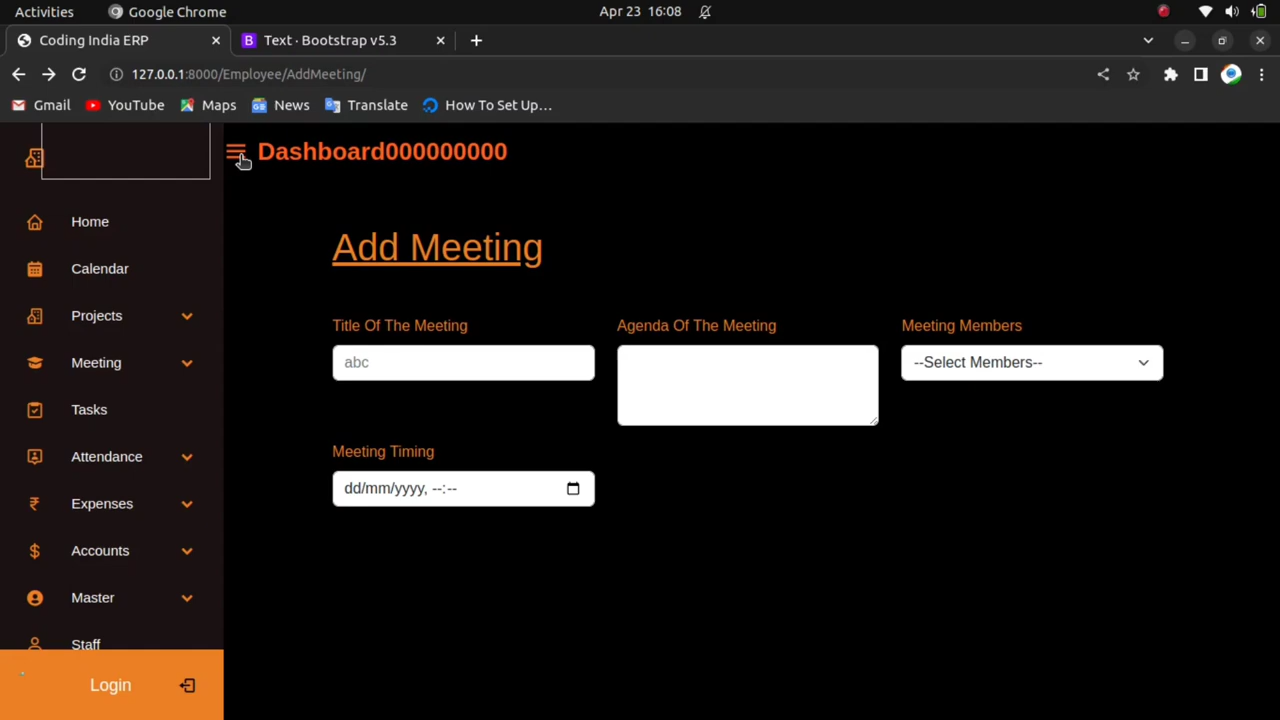 Activities
Google Chrome
Apr 23 16:08
Coding India ERP
Text · Bootstrap v5.3
127.0.0.1:8000/Employee/AddMeeting/
Gmail
YouTube
Maps
News
Translate
How To Set Up...
Dashboard000000000
Home
Calendar
Projects
Meeting
Tasks
Attendance
Expenses
Accounts
Master
Staff
Login
Add Meeting
Title Of The Meeting
Agenda Of The Meeting
Meeting Members
abc
--Select Members--
Meeting Timing
dd/mm/yyyy, --:--